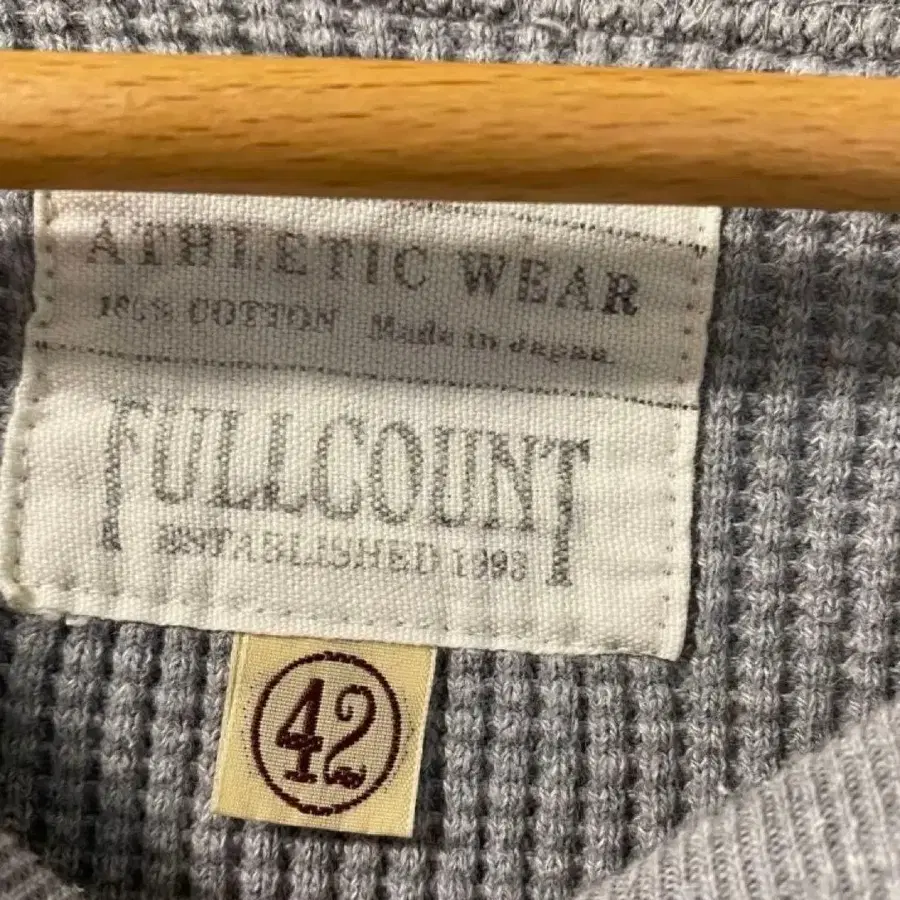 ATHLETIC WEAR
100% COTTON Made in Japan.
FULLCOUNT
ESTABLISHED 1993
42